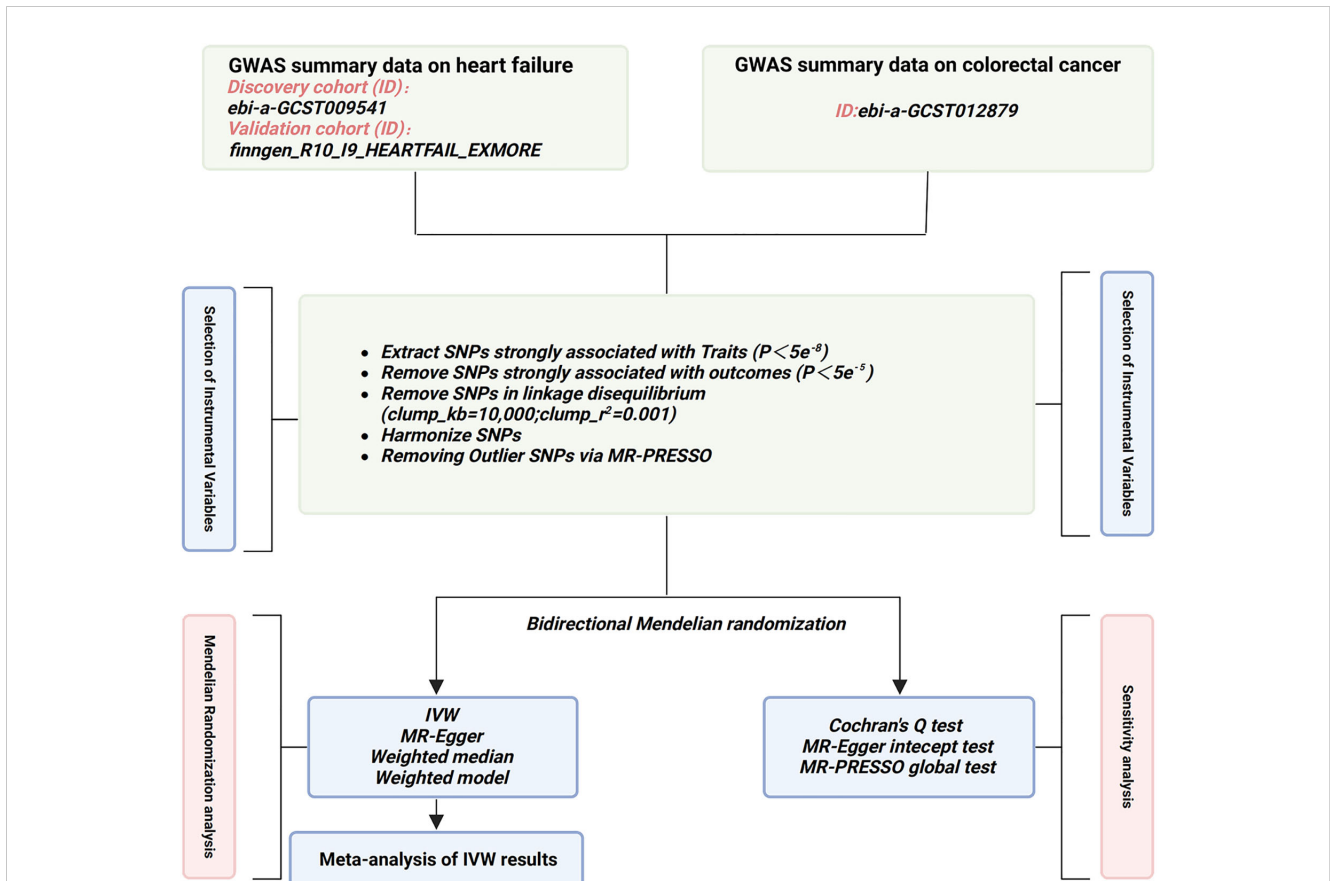 GWAS summary data on heart failure
Discovery cohort (ID):
ebi-a-GCST009541
Validation cohort (ID):
finngen_R10_I9_HEARTFAIL_EXMORE
GWAS summary data on colorectal cancer
ID:ebi-a-GCST012879
Selection of Instrumental Variables
• Extract SNPs strongly associated with Traits (P＜5e⁻⁸)
• Remove SNPs strongly associated with outcomes (P＜5e⁻⁵)
• Remove SNPs in linkage disequilibrium
(clump_kb=10,000;clump_r²=0.001)
• Harmonize SNPs
• Removing Outlier SNPs via MR-PRESSO
Selection of Instrumental Variables
Bidirectional Mendelian randomization
Mendelian Randomization analysis
IVW
MR-Egger
Weighted median
Weighted model
Cochran's Q test
MR-Egger intecept test
MR-PRESSO global test
Sensitivity analysis
Meta-analysis of IVW results